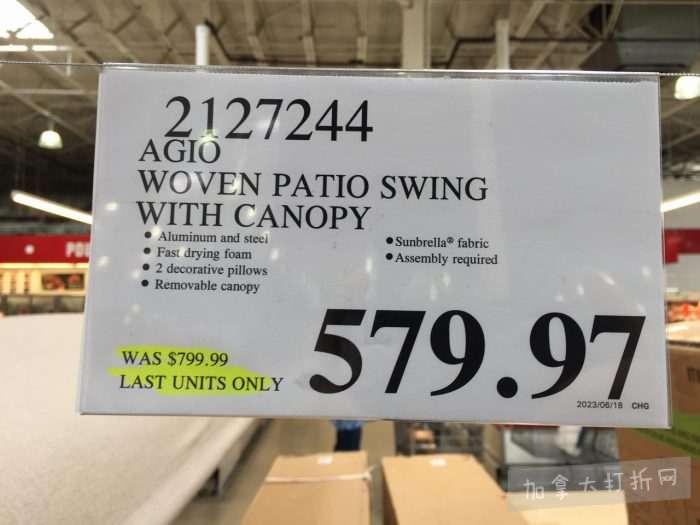 2127244
AGIO
WOVEN PATIO SWING
WITH CANOPY
• Aluminum and steel
• Fast drying foam
• 2 decorative pillows
• Removable canopy
• Sunbrella® fabric
• Assembly required
WAS $799.99
LAST UNITS ONLY
579.97
2023/06/18 CHG
POU
加拿大打折网